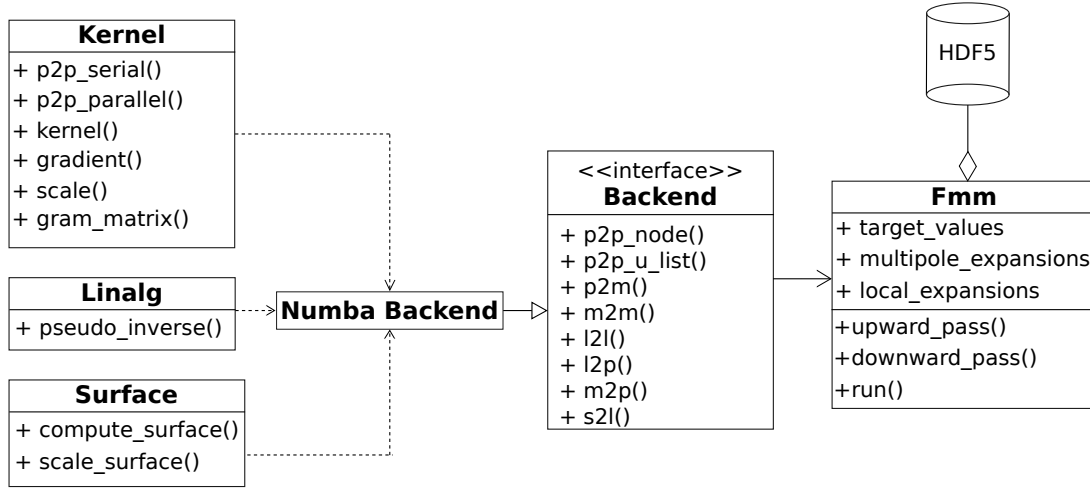 Kernel
+ p2p_serial()
+ p2p_parallel()
+ kernel()
+ gradient()
+ scale()
+ gram_matrix()
Linalg
+ pseudo_inverse()
Surface
+ compute_surface()
+ scale_surface()
Numba Backend
<<interface>>
Backend
+ p2p_node()
+ p2p_u_list()
+ p2m()
+ m2m()
+ l2l()
+ l2p()
+ m2p()
+ s2l()
HDF5
Fmm
+ target_values
+ multipole_expansions
+ local_expansions
+upward_pass()
+downward_pass()
+run()